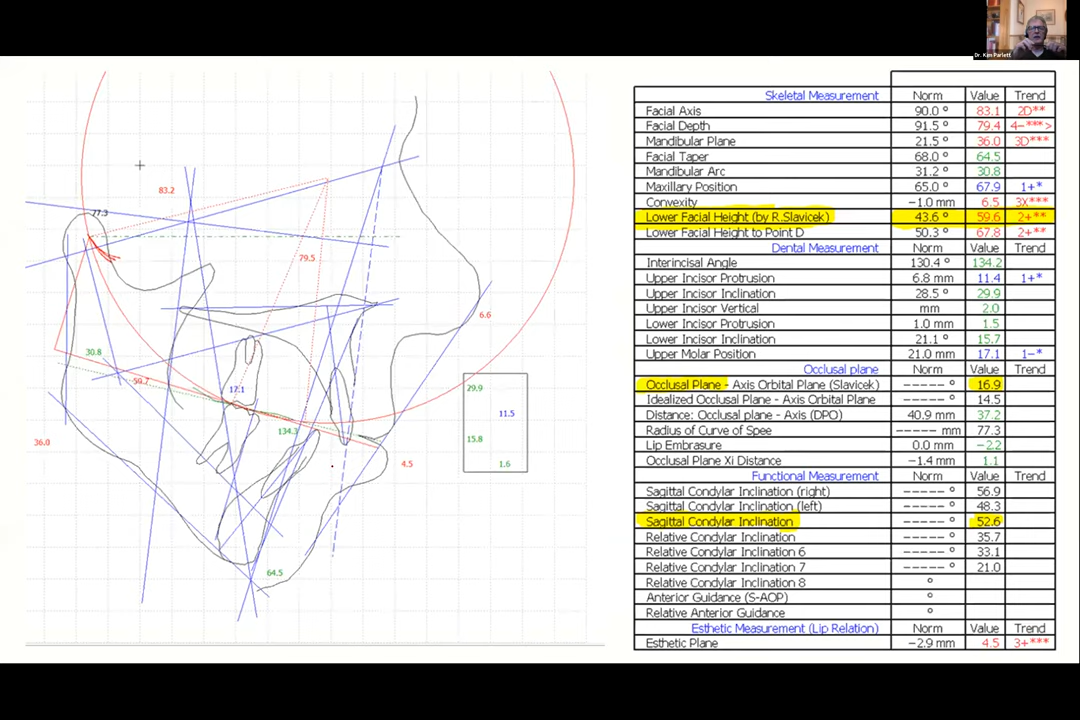 Dr. Kim Parlett
83.2
77.3
79.5
6.6
30.8
59.7
17.1
29.9
11.5
134.3
15.8
36.0
4.5
1.6
64.5
Skeletal Measurement Norm Value Trend
Facial Axis 90.0 º 83.1 2D**
Facial Depth 91.5 º 79.4 4-***>
Mandibular Plane 21.5 º 36.0 3D***
Facial Taper 68.0 º 64.5
Mandibular Arc 31.2 º 30.8
Maxillary Position 65.0 º 67.9 1+*
Convexity -1.0 mm 6.5 3X***
Lower Facial Height (by R.Slavicek) 43.6 º 59.6 2+**
Lower Facial Height to Point D 50.3 º 67.8 2+**
Dental Measurement Norm Value Trend
Interincisal Angle 130.4 º 134.2
Upper Incisor Protrusion 6.8 mm 11.4 1+*
Upper Incisor Inclination 28.5 º 29.9
Upper Incisor Vertical mm 2.0
Lower Incisor Protrusion 1.0 mm 1.5
Lower Incisor Inclination 21.1 º 15.7
Upper Molar Position 21.0 mm 17.1 1-*
Occlusal plane Norm Value Trend
Occlusal Plane - Axis Orbital Plane (Slavicek) ----- º 16.9
Idealized Occlusal Plane - Axis Orbital Plane ----- º 14.5
Distance: Occlusal plane - Axis (DPO) 40.9 mm 37.2
Radius of Curve of Spee ----- mm 77.3
Lip Embrasure 0.0 mm -2.2
Occlusal Plane Xi Distance -1.4 mm 1.1
Functional Measurement Norm Value Trend
Sagittal Condylar Inclination (right) ----- º 56.9
Sagittal Condylar Inclination (left) ----- º 48.3
Sagittal Condylar Inclination ----- º 52.6
Relative Condylar Inclination ----- º 35.7
Relative Condylar Inclination 6 ----- º 33.1
Relative Condylar Inclination 7 ----- º 21.0
Relative Condylar Inclination 8 º
Anterior Guidance (S-AOP) º
Relative Anterior Guidance º
Esthetic Measurement (Lip Relation) Norm Value Trend
Esthetic Plane -2.9 mm 4.5 3+***